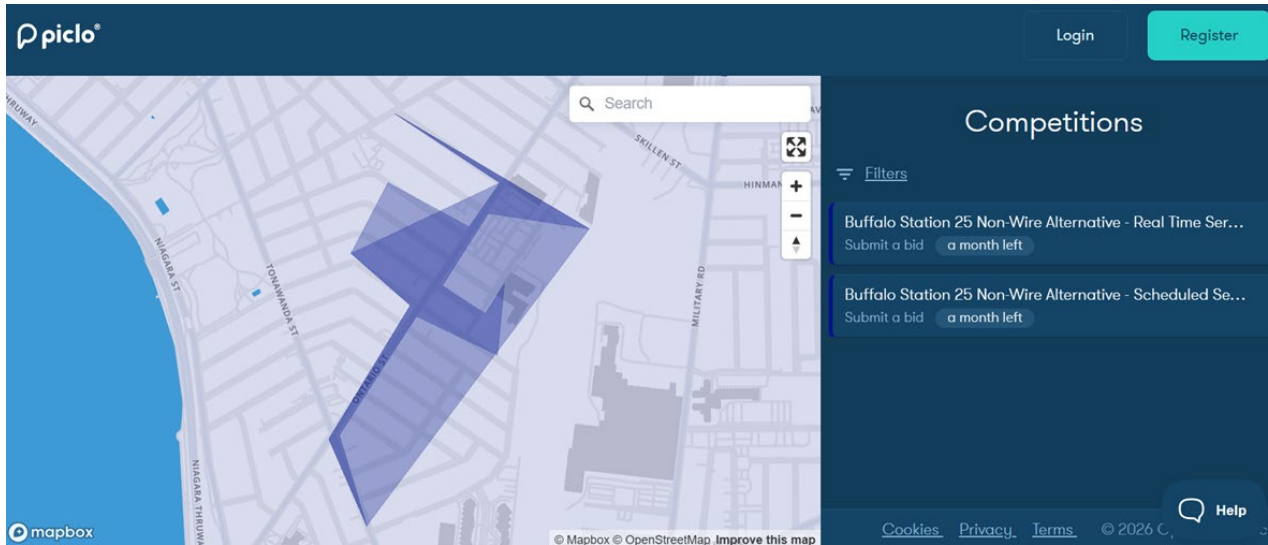 piclo®
Login
Register
THRUWAY
Search
SKILLEN ST
HINMAN
NIAGARA ST
TONAWANDA ST
MILITARY RD
ONTARIO ST
NIAGARA THRUWA
mapbox
© Mapbox © OpenStreetMap Improve this map
Competitions
Filters
Buffalo Station 25 Non-Wire Alternative - Real Time Ser...
Submit a bid a month left
Buffalo Station 25 Non-Wire Alternative - Scheduled Se...
Submit a bid a month left
Cookies Privacy Terms © 2026
Help